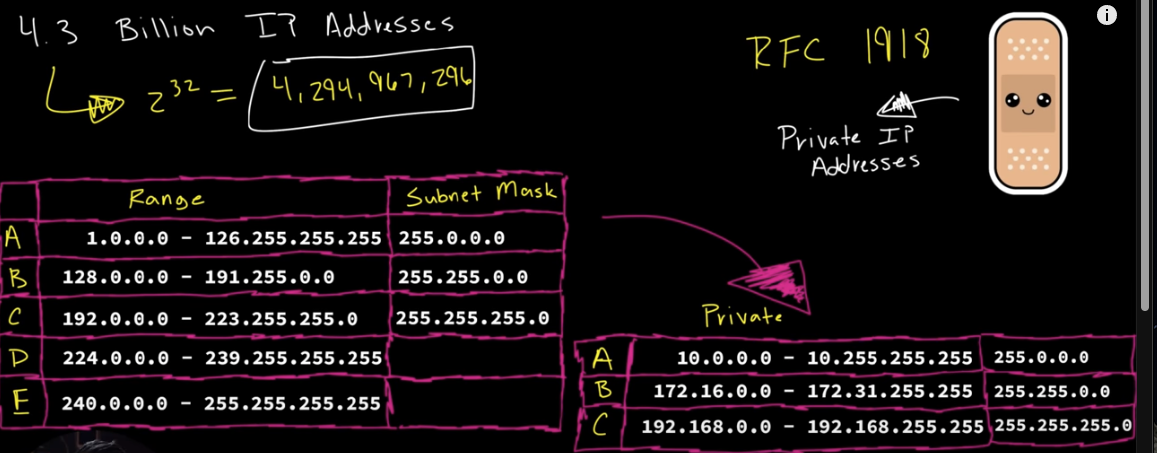 4.3 Billion IP Addresses
2^32 = 4,294,967,296
RFC 1918
Private IP
Addresses
Range Subnet Mask
A 1.0.0.0 - 126.255.255.255 255.0.0.0
B 128.0.0.0 - 191.255.0.0 255.255.0.0
C 192.0.0.0 - 223.255.255.0 255.255.255.0
D 224.0.0.0 - 239.255.255.255
E 240.0.0.0 - 255.255.255.255
Private
A 10.0.0.0 - 10.255.255.255 255.0.0.0
B 172.16.0.0 - 172.31.255.255 255.255.0.0
C 192.168.0.0 - 192.168.255.255 255.255.255.0